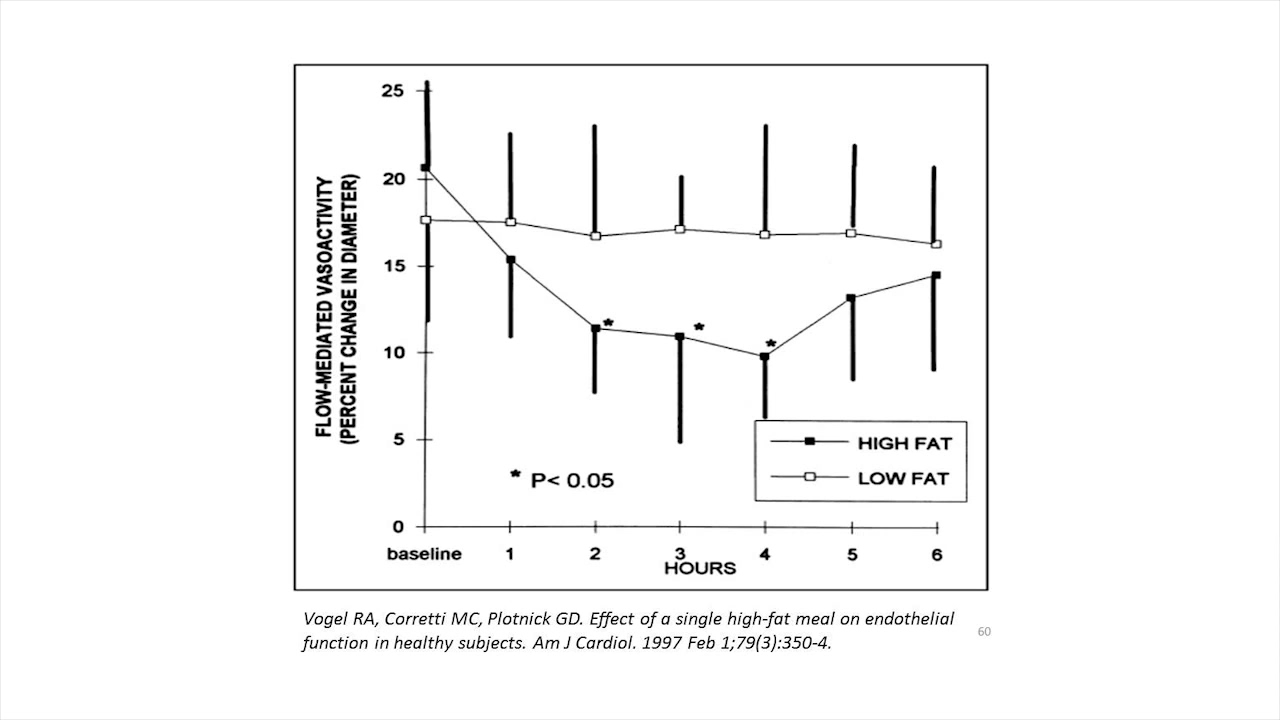 25
20
15
10
5
0
FLOW-MEDIATED VASOACTIVITY
(PERCENT CHANGE IN DIAMETER)
* * *
* P< 0.05
HIGH FAT
LOW FAT
baseline 1 2 3 4 5 6
HOURS
Vogel RA, Corretti MC, Plotnick GD. Effect of a single high-fat meal on endothelial
function in healthy subjects. Am J Cardiol. 1997 Feb 1;79(3):350-4.
60